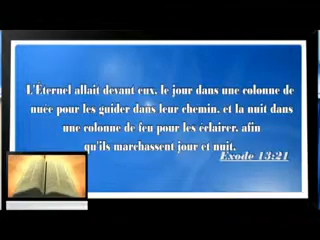 L'Eternel allait devant eux, le jour dans une colonne de
nuée pour les guider dans leur chemin, et la nuit dans
une colonne de feu pour les éclairer, afin
qu'ils marchassent jour et nuit.
Exode 13:21